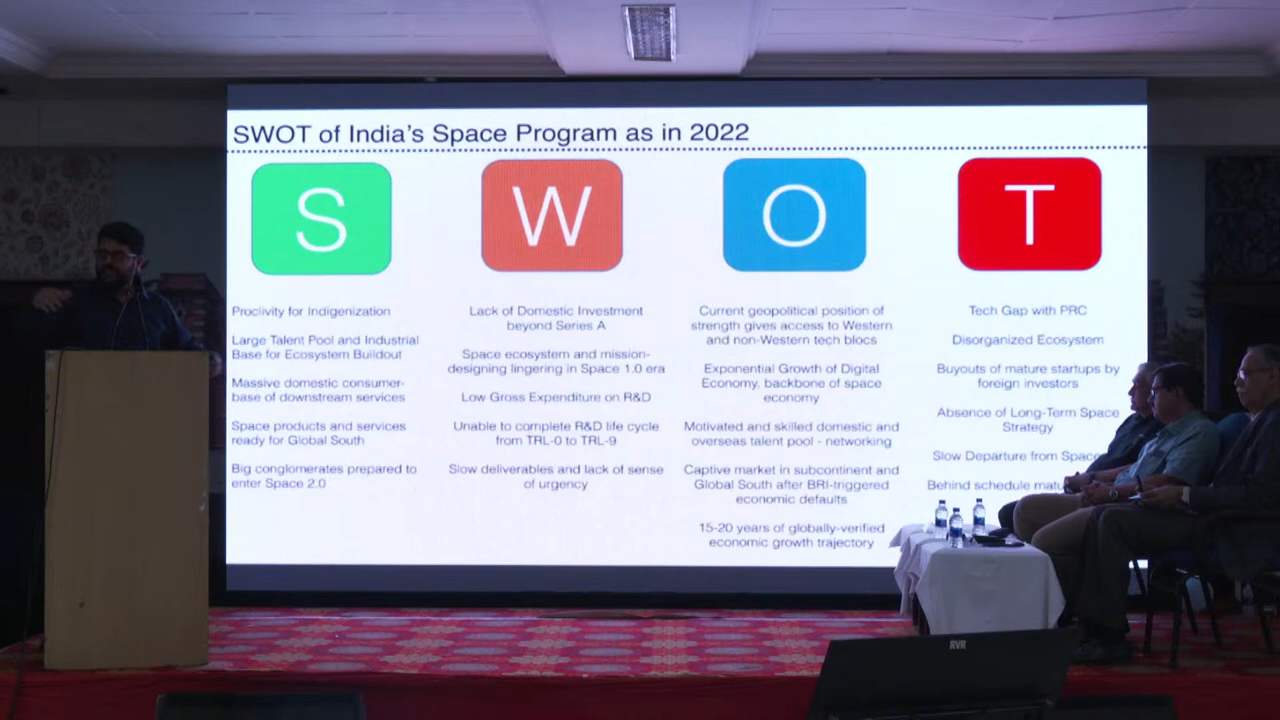 SWOT of India's Space Program as in 2022
S
W
O
T
Proclivity for Indigenization
Large Talent Pool and Industrial
Base for Ecosystem Buildout
Massive domestic consumer-
base of downstream services
Space products and services
ready for Global South
Big conglomerates prepared to
enter Space 2.0
Lack of Domestic Investment
beyond Series A
Space ecosystem and mission-
designing lingering in Space 1.0 era
Low Gross Expenditure on R&D
Unable to complete R&D life cycle
from TRL-0 to TRL-9
Slow deliverables and lack of sense
of urgency
Current geopolitical position of
strength gives access to Western
and non-Western tech blocs
Exponential Growth of Digital
Economy, backbone of space
economy
Motivated and skilled domestic and
overseas talent pool - networking
Captive market in subcontinent and
Global South after BRI-triggered
economic defaults
15-20 years of globally-verified
economic growth trajectory
Tech Gap with PRC
Disorganized Ecosystem
Buyouts of mature startups by
foreign investors
Absence of Long-Term Space
Strategy
Slow Departure from Space
Behind schedule
RVR